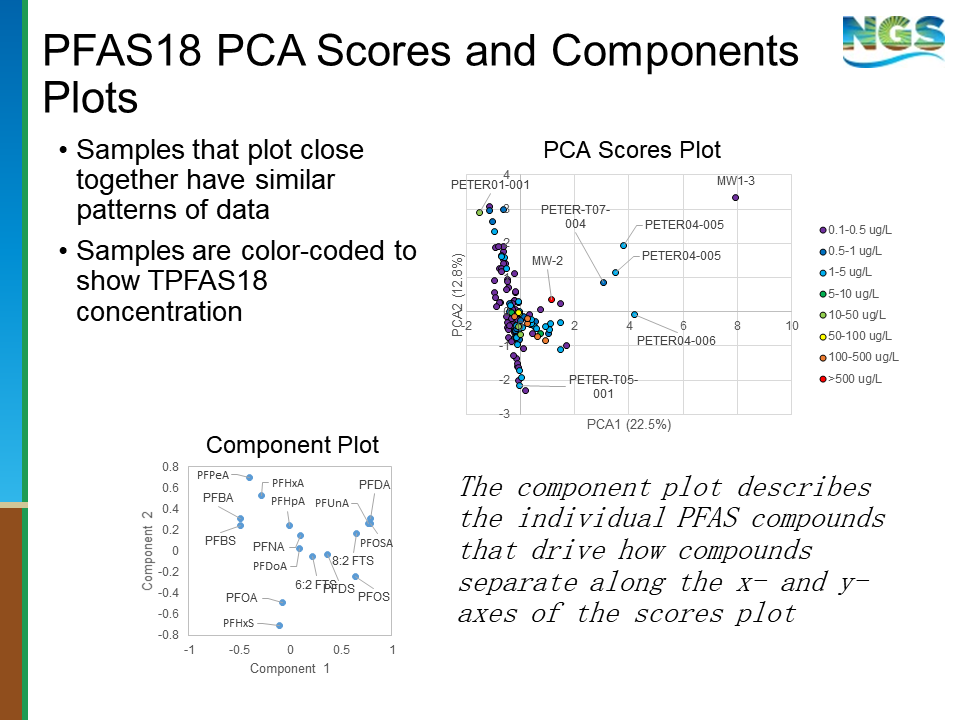 PFAS18 PCA Scores and Components
Plots
NGS
• Samples that plot close
together have similar
patterns of data
• Samples are color-coded to
show TPFAS18
concentration
PCA Scores Plot
4
3
2
1
0
-1
-2
-3
-2
0
2
4
6
8
10
PCA2 (12.8%)
PCA1 (22.5%)
PETER01-001
MW1-3
PETER-T07-
004
PETER04-005
PETER04-005
MW-2
PETER04-006
PETER-T05-
001
0.1-0.5 ug/L
0.5-1 ug/L
1-5 ug/L
5-10 ug/L
10-50 ug/L
50-100 ug/L
100-500 ug/L
>500 ug/L
Component Plot
0.8
0.6
0.4
0.2
0
-0.2
-0.4
-0.6
-0.8
-1
-0.5
0
0.5
1
Component 2
Component 1
PFPeA
PFHxA
PFDA
PFBA
PFHpA
PFUnA
PFBS
PFNA
PFOSA
PFDoA
8:2 FTS
6:2 FTS
PFDS
PFOS
PFOA
PFHxS
The component plot describes
the individual PFAS compounds
that drive how compounds
separate along the x- and y-
axes of the scores plot